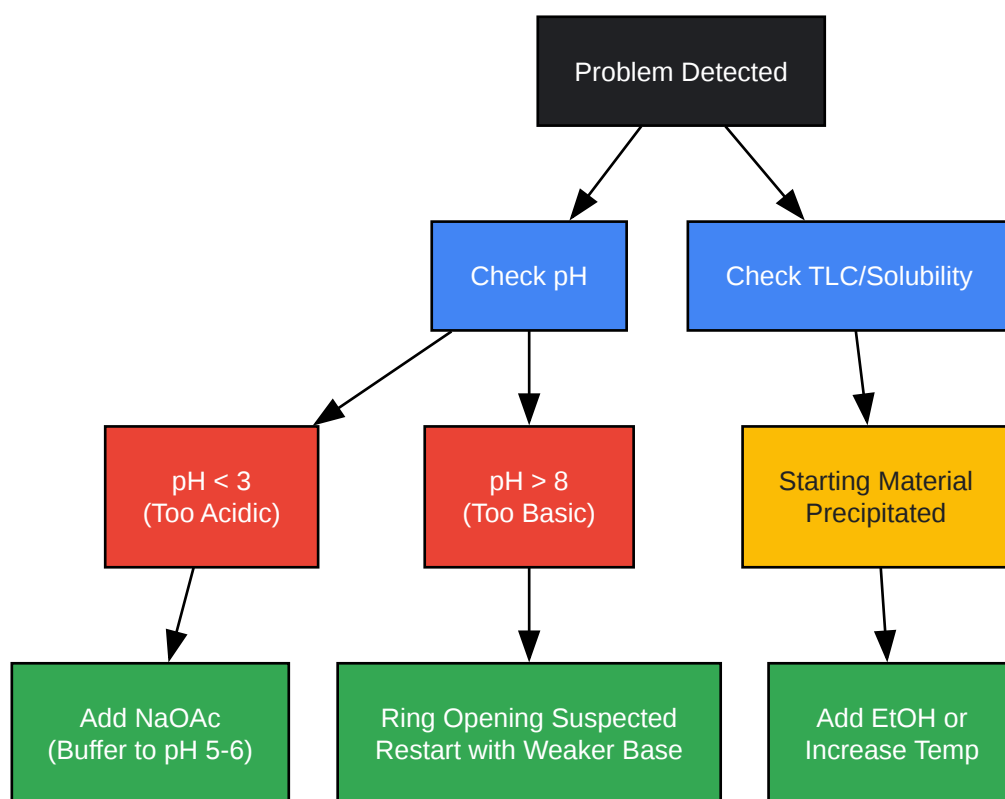 Problem Detected
Check pH
Check TLC/Solubility
pH < 3
(Too Acidic)
pH > 8
(Too Basic)
Starting Material
Precipitated
Add NaOAc
(Buffer to pH 5-6)
Ring Opening Suspected
Restart with Weaker Base
Add EtOH or
Increase Temp